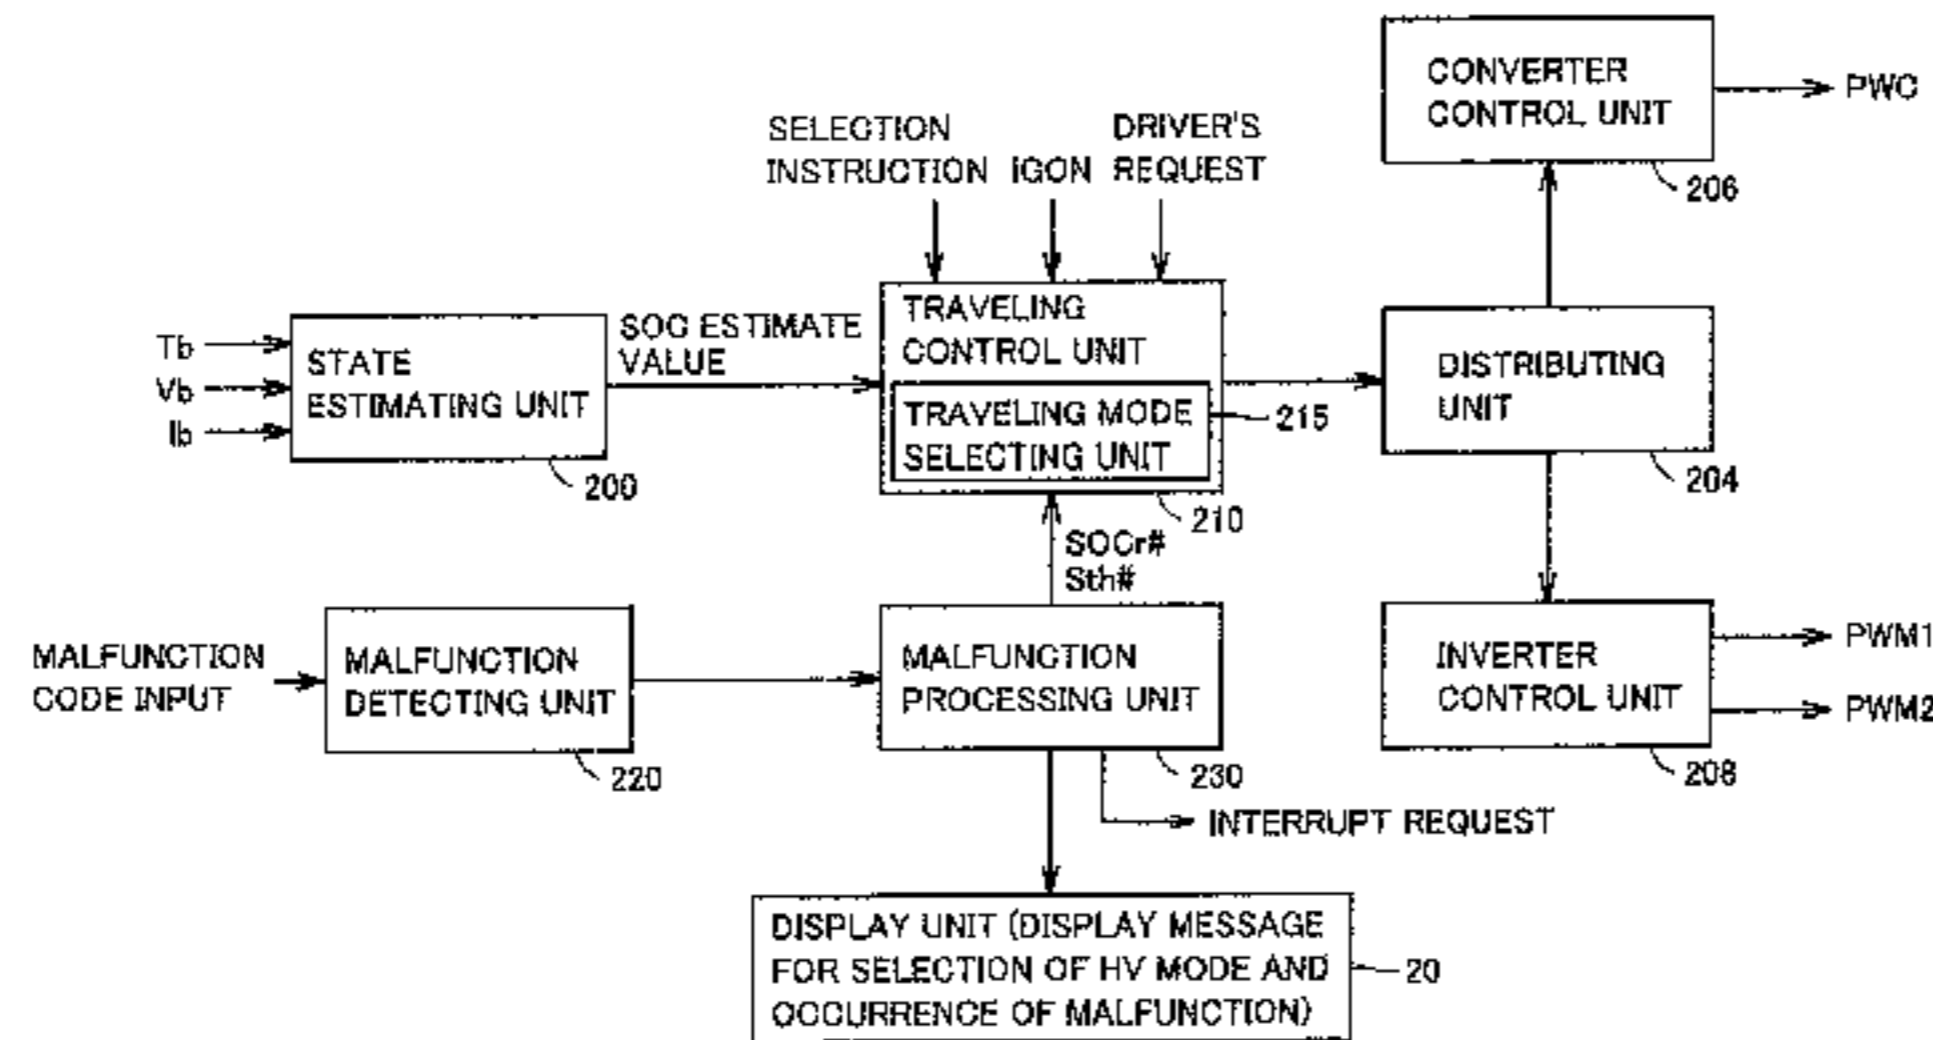 CONVERTER
CONTROL UNIT
PWC
206
SELECTION
INSTRUCTION
IGON
DRIVER'S
REQUEST
Tb
Vb
Ib
STATE
ESTIMATING UNIT
200
SOC ESTIMATE
VALUE
TRAVELING
CONTROL UNIT
TRAVELING MODE
SELECTING UNIT
215
210
DISTRIBUTING
UNIT
204
SOCr#
Sth#
MALFUNCTION
CODE INPUT
MALFUNCTION
DETECTING UNIT
220
MALFUNCTION
PROCESSING UNIT
230
INVERTER
CONTROL UNIT
208
PWM1
PWM2
INTERRUPT REQUEST
DISPLAY UNIT (DISPLAY MESSAGE
FOR SELECTION OF HV MODE AND
OCCURRENCE OF MALFUNCTION)
20